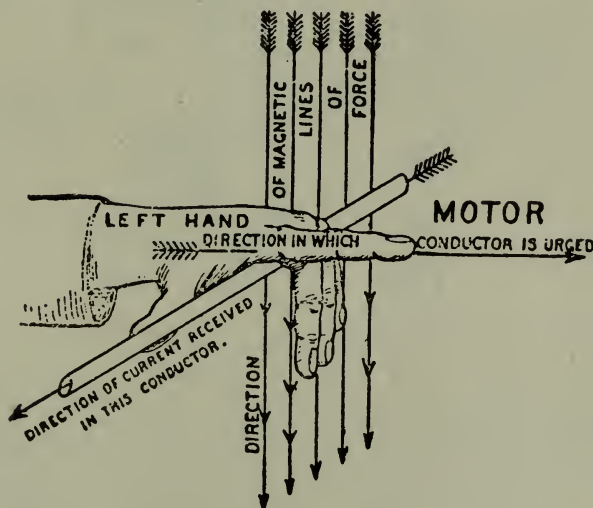 DIRECTION OF MAGNETIC
LINES
OF
FORCE
LEFT HAND
MOTOR
DIRECTION IN WHICH CONDUCTOR IS URGED
DIRECTION OF CURRENT RECEIVED
IN THIS CONDUCTOR.